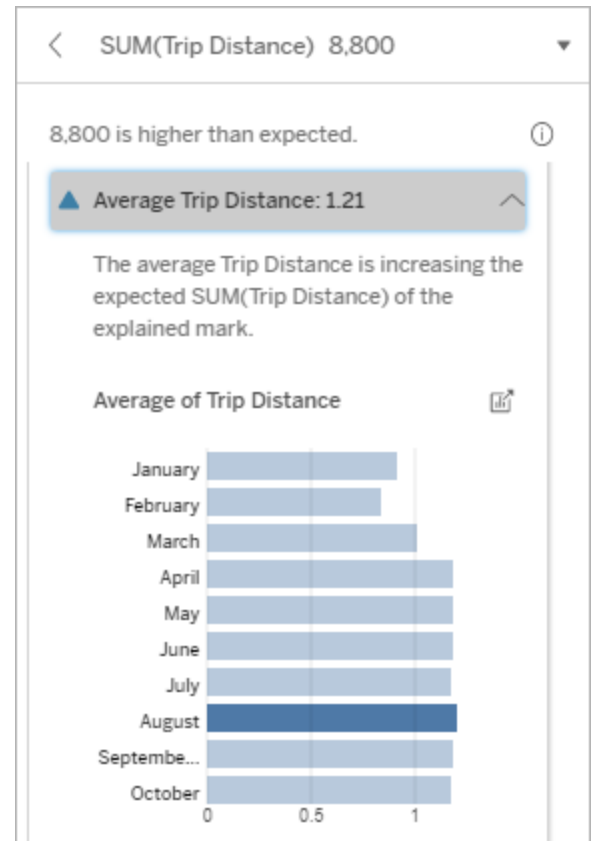 SUM(Trip Distance) 8,800
8,800 is higher than expected.
Average Trip Distance: 1.21
The average Trip Distance is increasing the
expected SUM(Trip Distance) of the
explained mark.
Average of Trip Distance
January
February
March
April
May
June
July
August
Septembe...
October
0 0.5 1